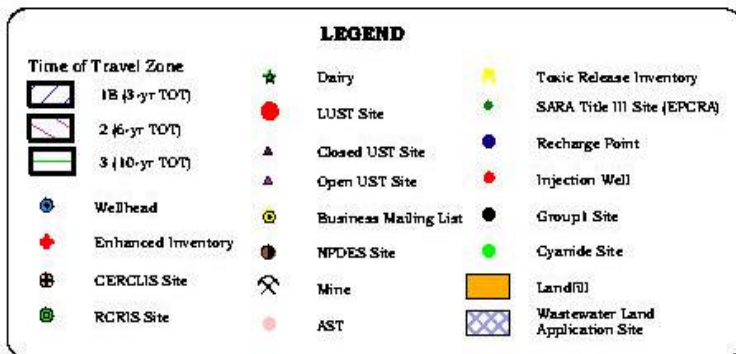 LEGEND
Time of Travel Zone
1B (3-yr TOT)
2 (6-yr TOT)
3 (10-yr TOT)
Wellhead
Enhanced Inventory
CERCLIS Site
RCRIS Site
Dairy
LUST Site
Closed UST Site
Open UST Site
Business Mailing List
NPDES Site
Mine
AST
Toxic Release Inventory
SARA Title III Site (EPCRA)
Recharge Point
Injection Well
Group1 Site
Cyanide Site
Landfill
Wastewater Land
Application Site